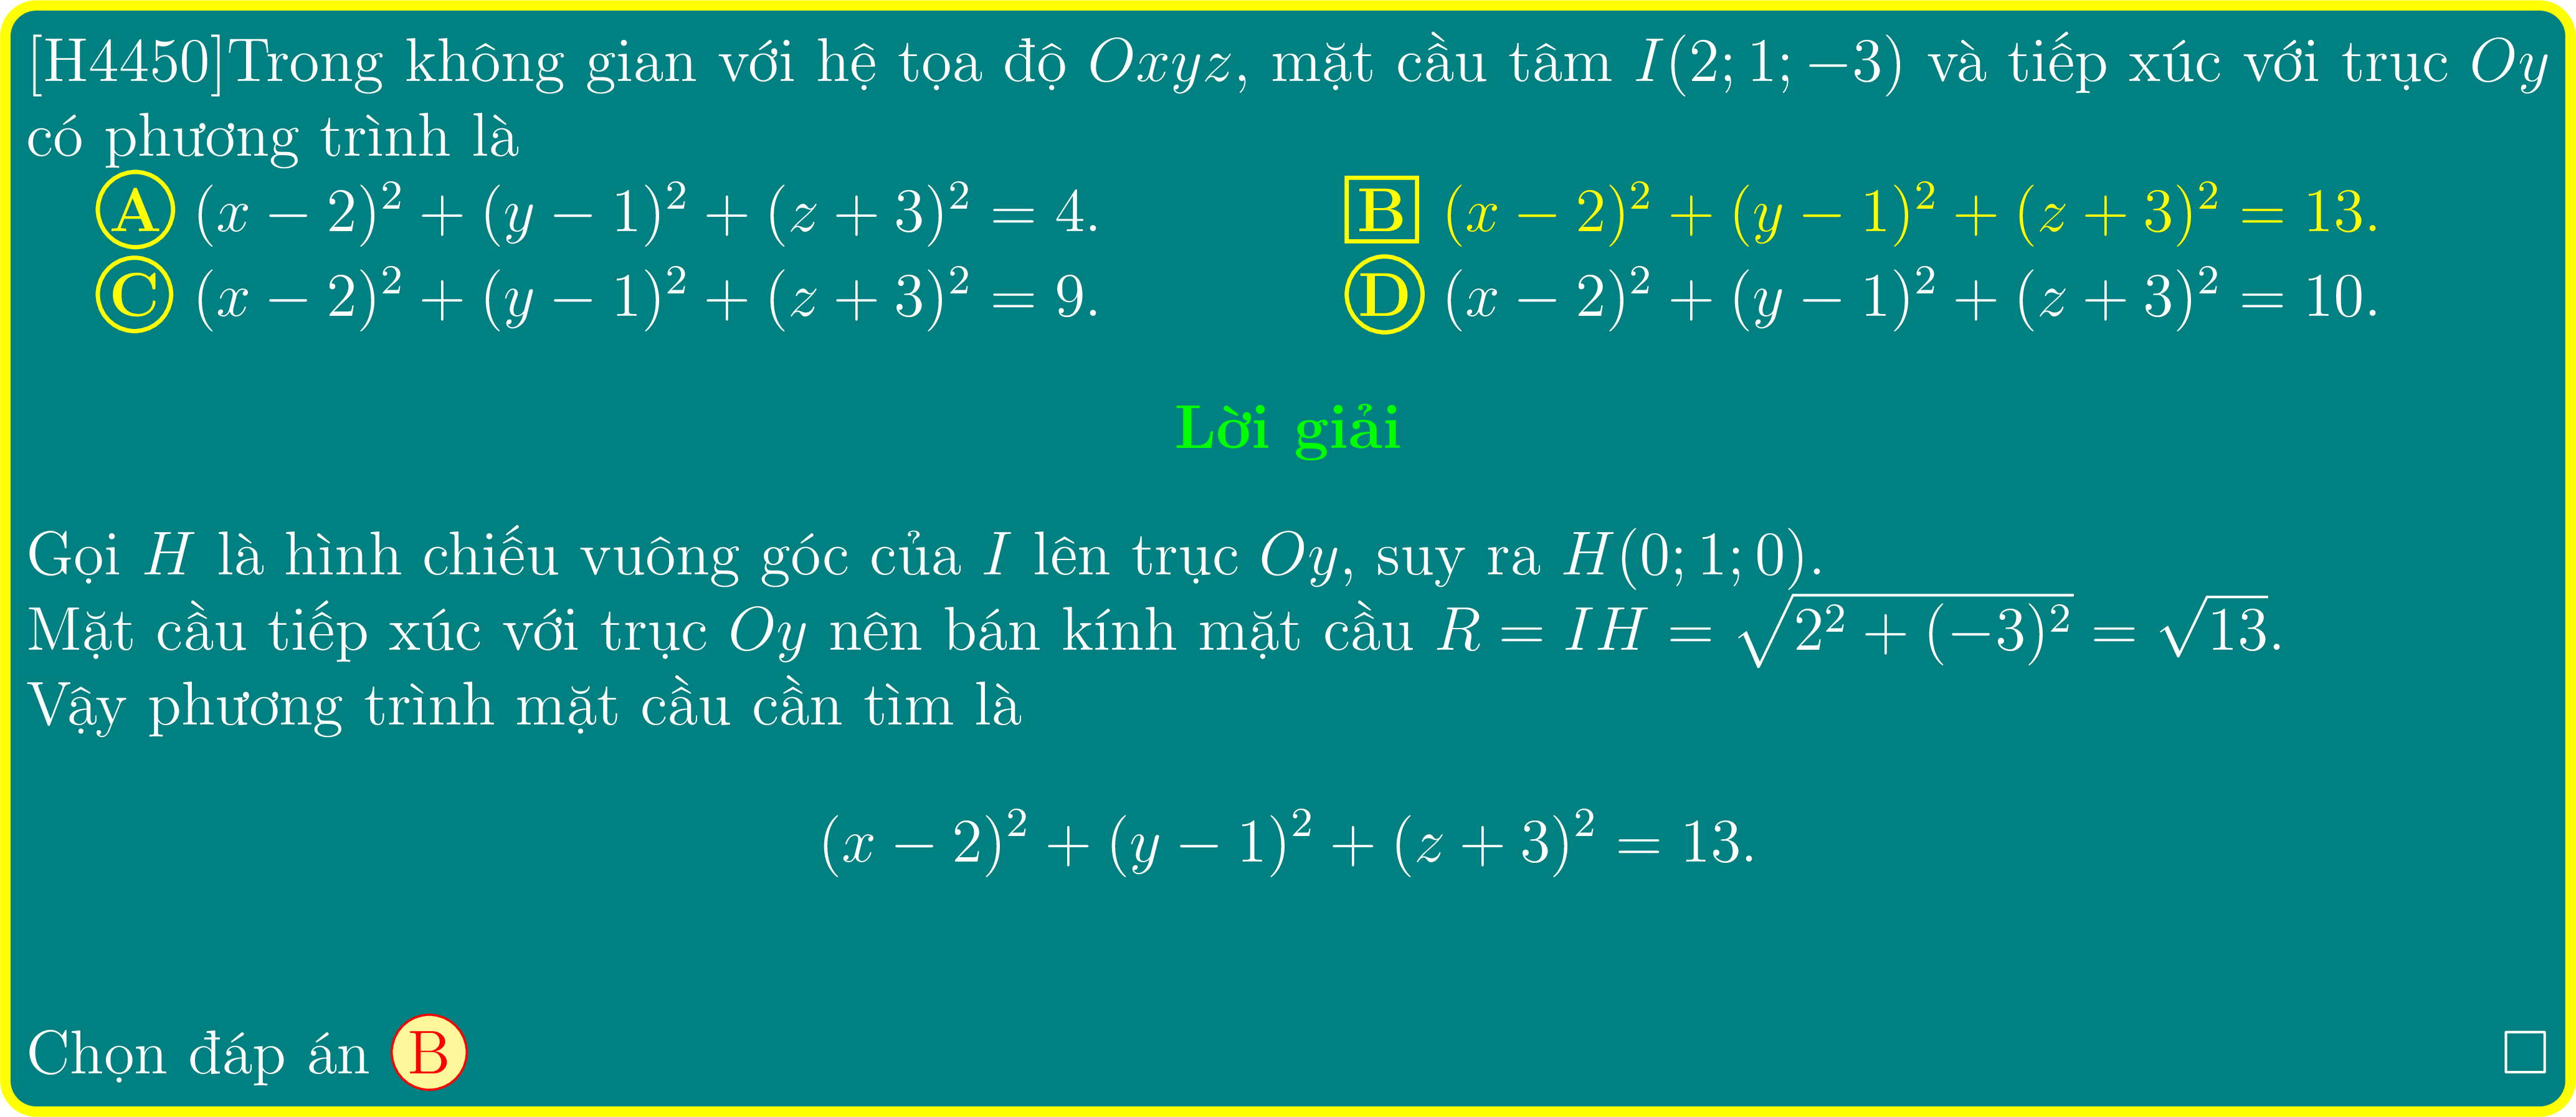 [H4450]Trong không gian với hệ tọa độ Oxyz, mặt cầu tâm I(2; 1; −3) và tiếp xúc với trục Oy
có phương trình là
A (x − 2)² + (y − 1)² + (z + 3)² = 4.
B (x − 2)² + (y − 1)² + (z + 3)² = 13.
C (x − 2)² + (y − 1)² + (z + 3)² = 9.
D (x − 2)² + (y − 1)² + (z + 3)² = 10.
Lời giải
Gọi H là hình chiếu vuông góc của I lên trục Oy, suy ra H(0; 1; 0).
Mặt cầu tiếp xúc với trục Oy nên bán kính mặt cầu R = IH = √(2² + (−3)²) = √13.
Vậy phương trình mặt cầu cần tìm là
(x − 2)² + (y − 1)² + (z + 3)² = 13.
Chọn đáp án B □